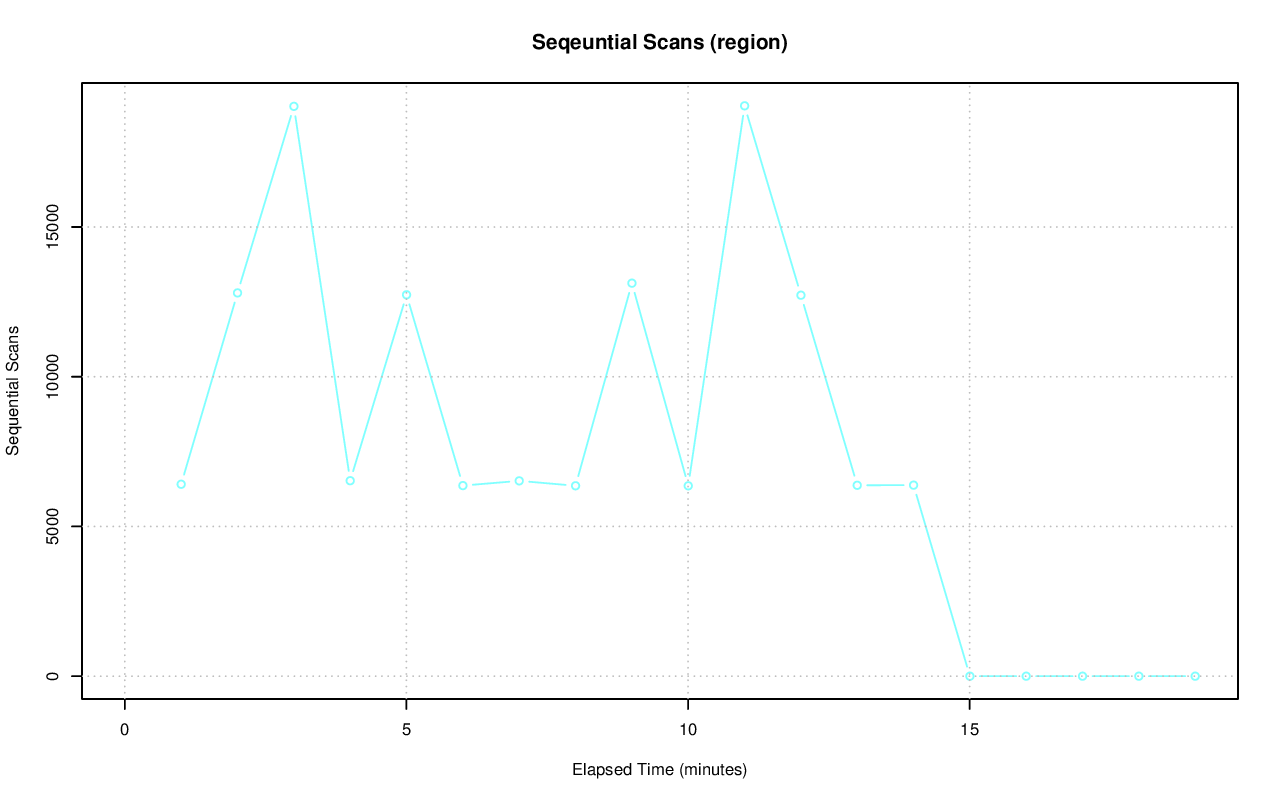 Seqeuntial Scans (region)
Sequential Scans
15000
10000
5000
0
0 5 10 15
Elapsed Time (minutes)